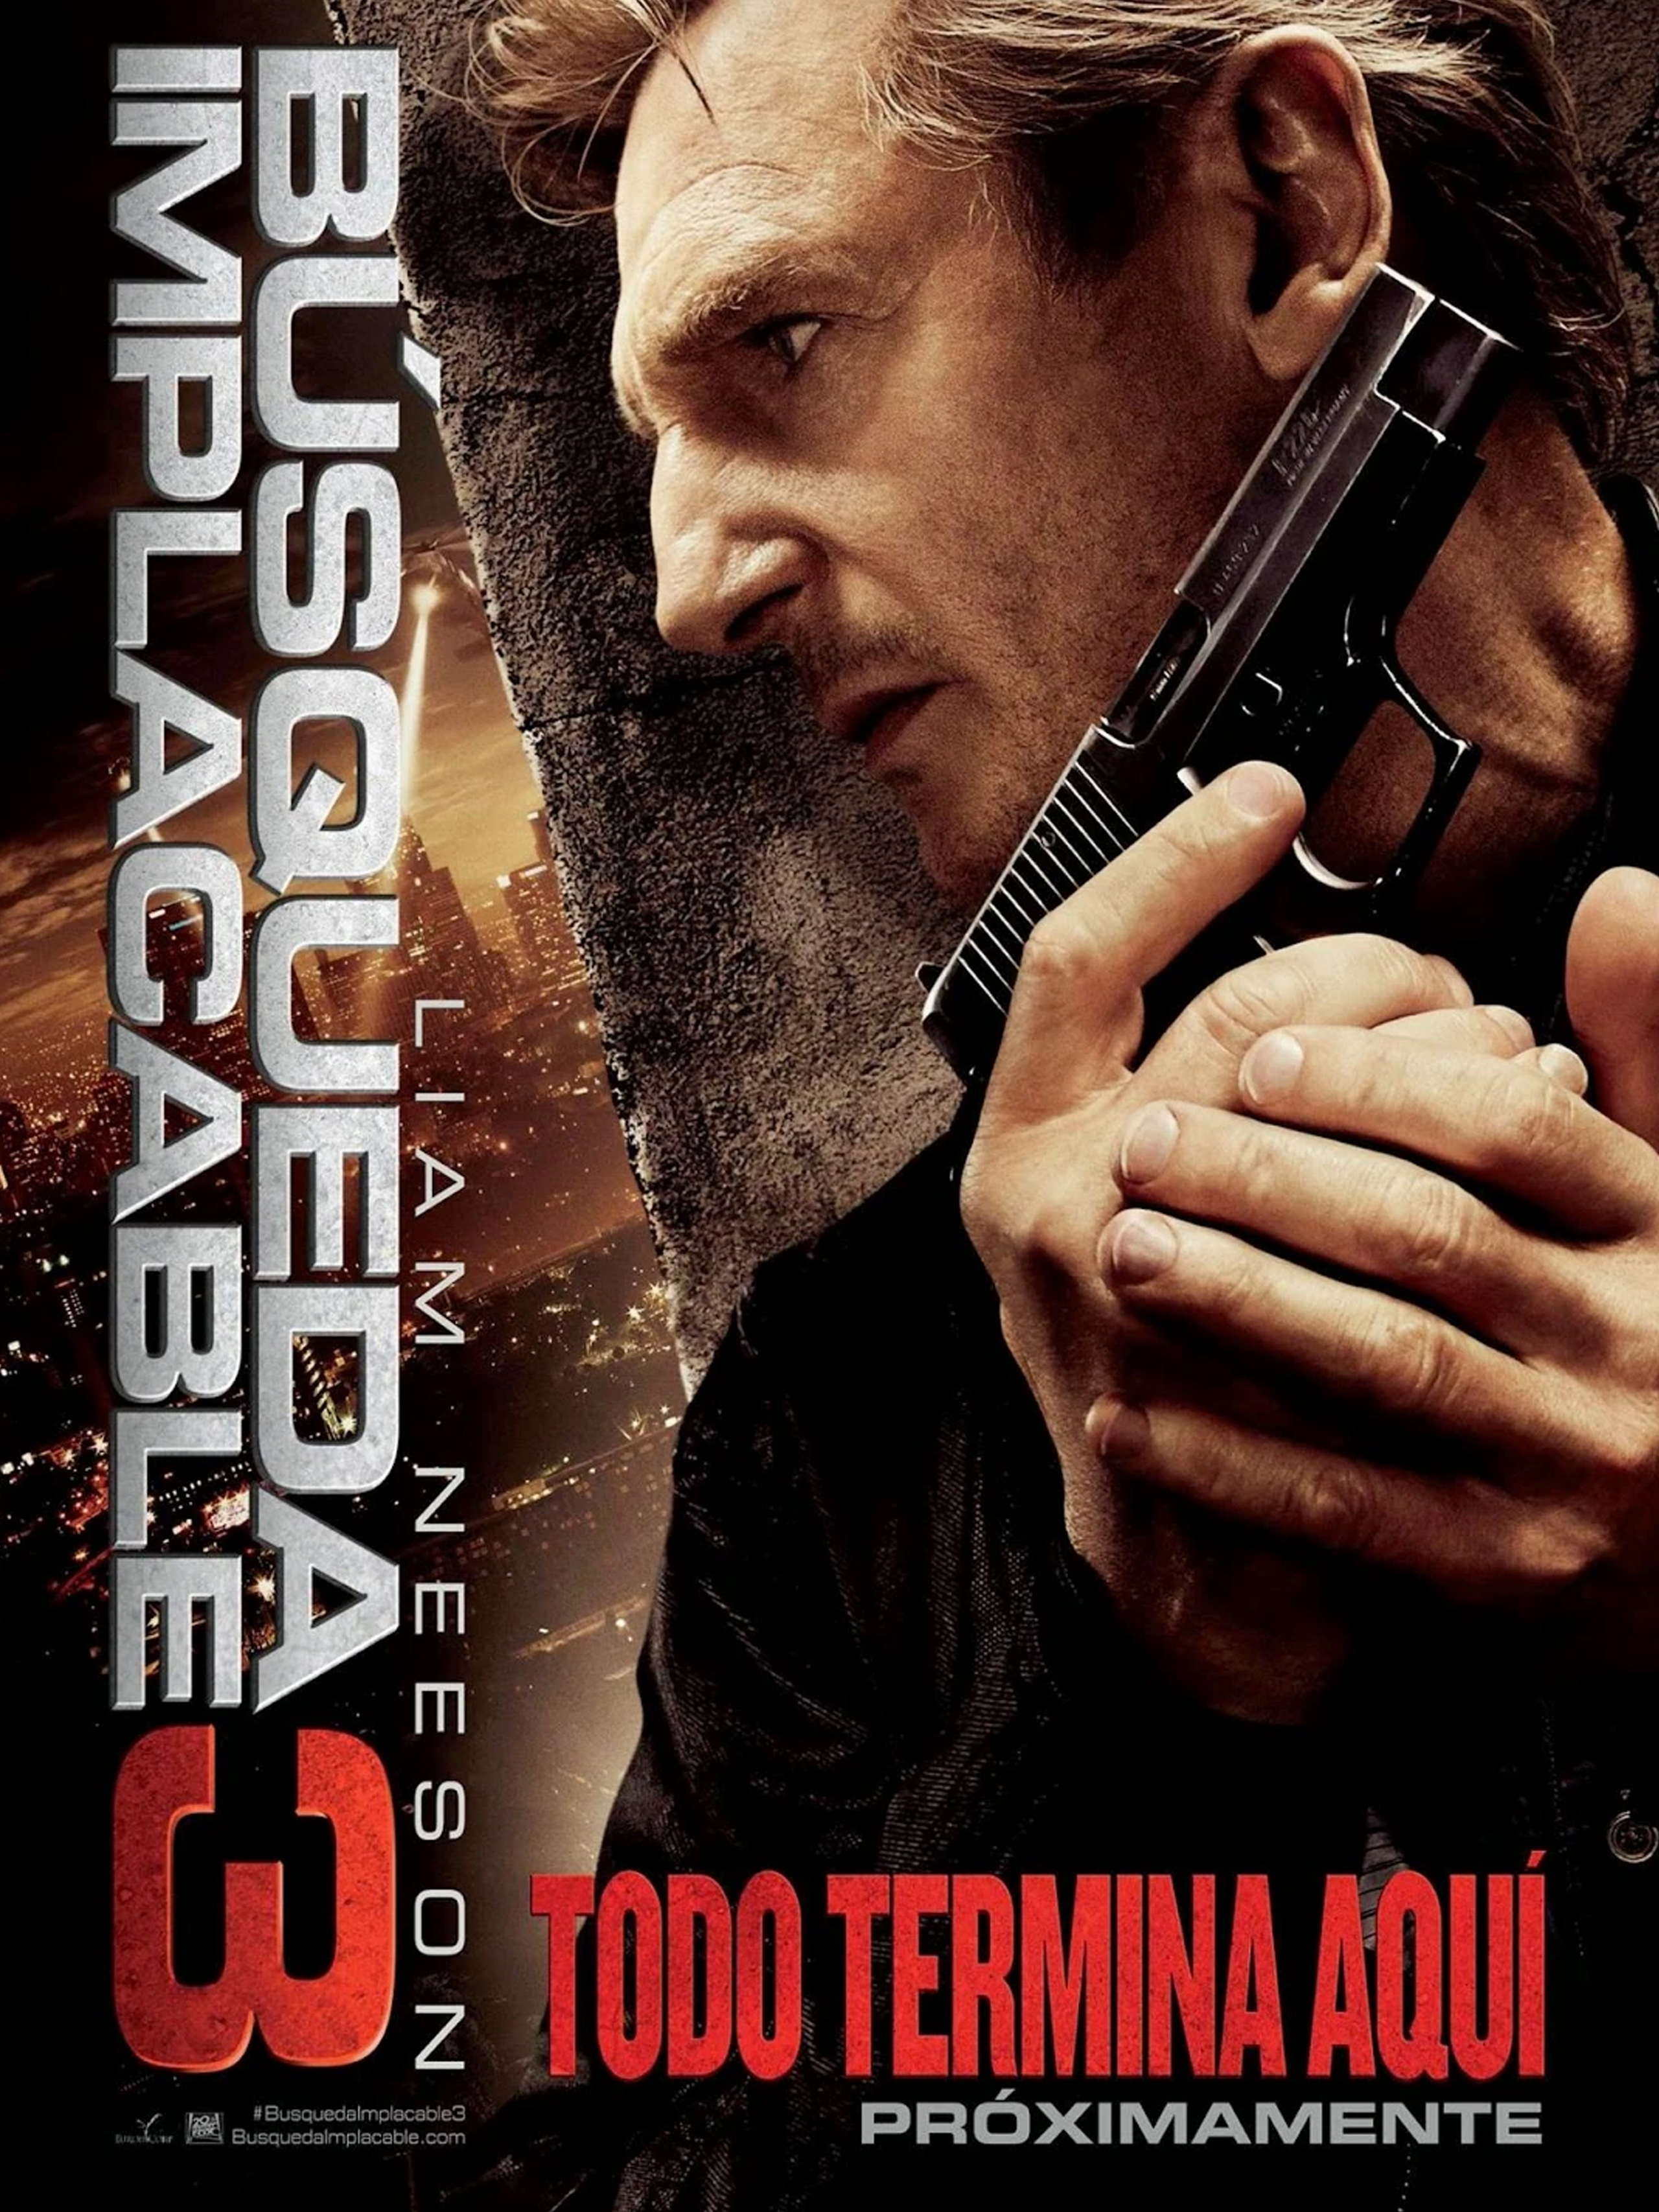 BÚSQUEDA
IMPLACABLE 3
LIAM NEESON
TODO TERMINA AQUÍ
PRÓXIMAMENTE
#BusquedaImplacable3
BusquedaImplacable.com